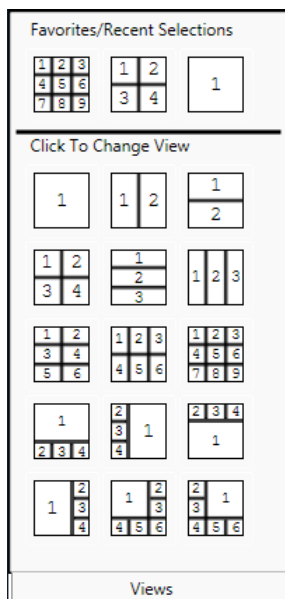 Favorites/Recent Selections
1 2 3 1 2 1
4 5 6 3 4
7 8 9
Click To Change View
1 1 2 1
2
1 2 1 1 2 3
3 4 2
3
1 2 1 2 3 1 2 3
3 4 4 5 6 4 5 6
5 6 7 8 9
1 2 1 2 3 4
2 3 4 3 1
4
1 2 1 2 2 1
3 3 3
4 4 5 6 4 5 6
Views